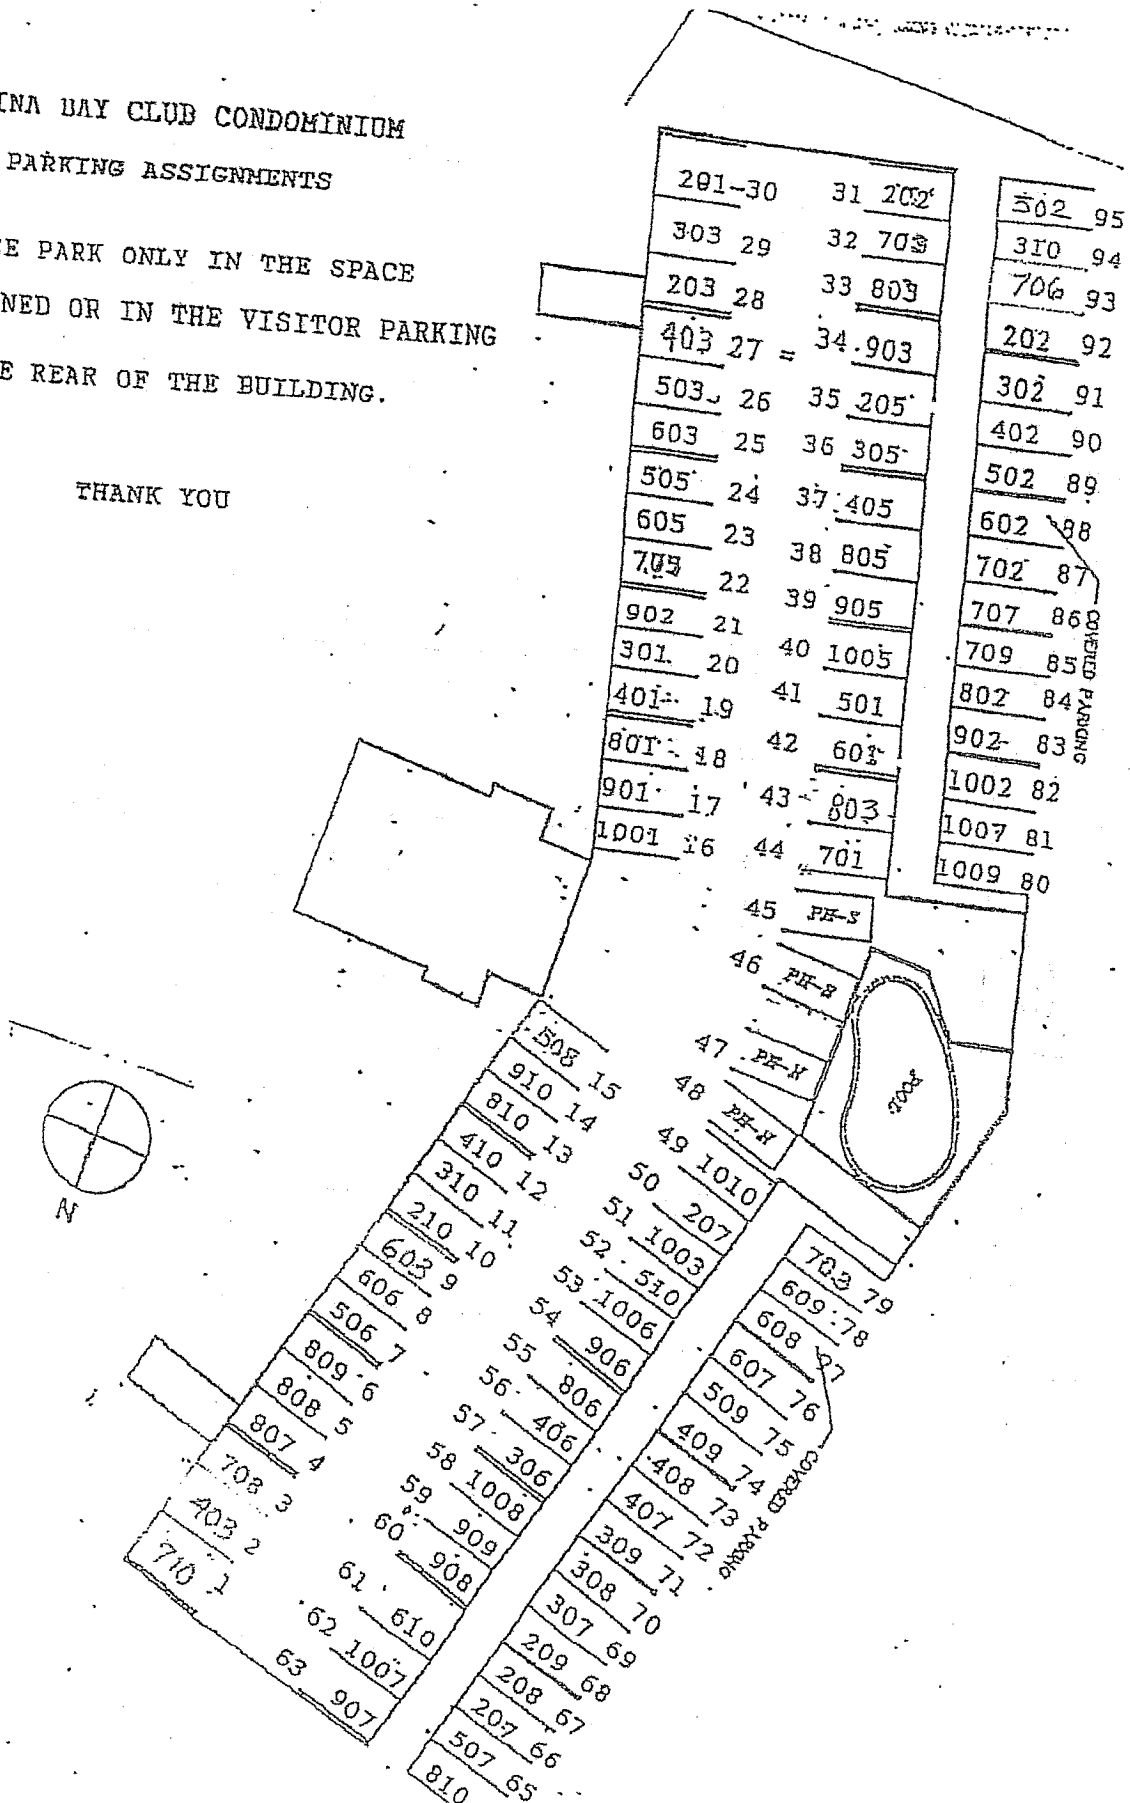 INA BAY CLUB CONDOMINIUM
PARKING ASSIGNMENTS
E PARK ONLY IN THE SPACE
NED OR IN THE VISITOR PARKING
E REAR OF THE BUILDING.
THANK YOU
201-30 31 202
303 29 32 703
203 28 33 803
403 27 = 34.903
503 26 35 205
603 25 36 305
505 24 37 405
605 23 38 805
705 22 39 905
902 21 40 1005
301 20 41 501
401 19 42 601
801 18 43 803
901 17 44 701
1001 16 45 PH-S
46 PH-S
47 PH-N
48 PH-N
302 95
310 94
706 93
202 92
302 91
402 90
502 89
602 88
702 87
707 86
709 85
802 84
902 83
1002 82
1007 81
1009 80
COVERED PARKING
POOL
N
508 15
910 14
810 13
410 12
310 11
210 10
603 9
606 8
506 7
809 6
808 5
807 4
708 3
403 2
710 1
49 1010
50 207
51 1003
52 510
53 1006
54 906
55 806
56 406
57 306
58 1008
59 909
60 908
61 610
62 1007
63 907
703 79
609 78
608 77
607 76
509 75
409 74
408 73
407 72
309 71
308 70
307 69
209 68
208 67
207 66
507 65
810
COVERED PARKING